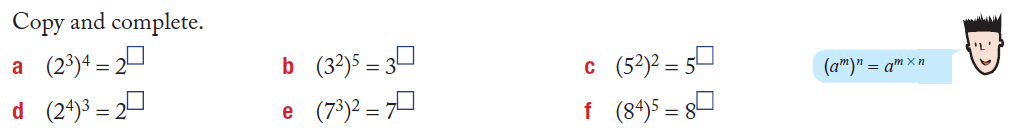 Copy and complete.
a (2³)⁴ = 2□ b (3²)⁵ = 3□ c (5²)² = 5□ (aᵐ)ⁿ = aᵐ ˣ ⁿ
d (2⁴)³ = 2□ e (7³)² = 7□ f (8⁴)⁵ = 8□